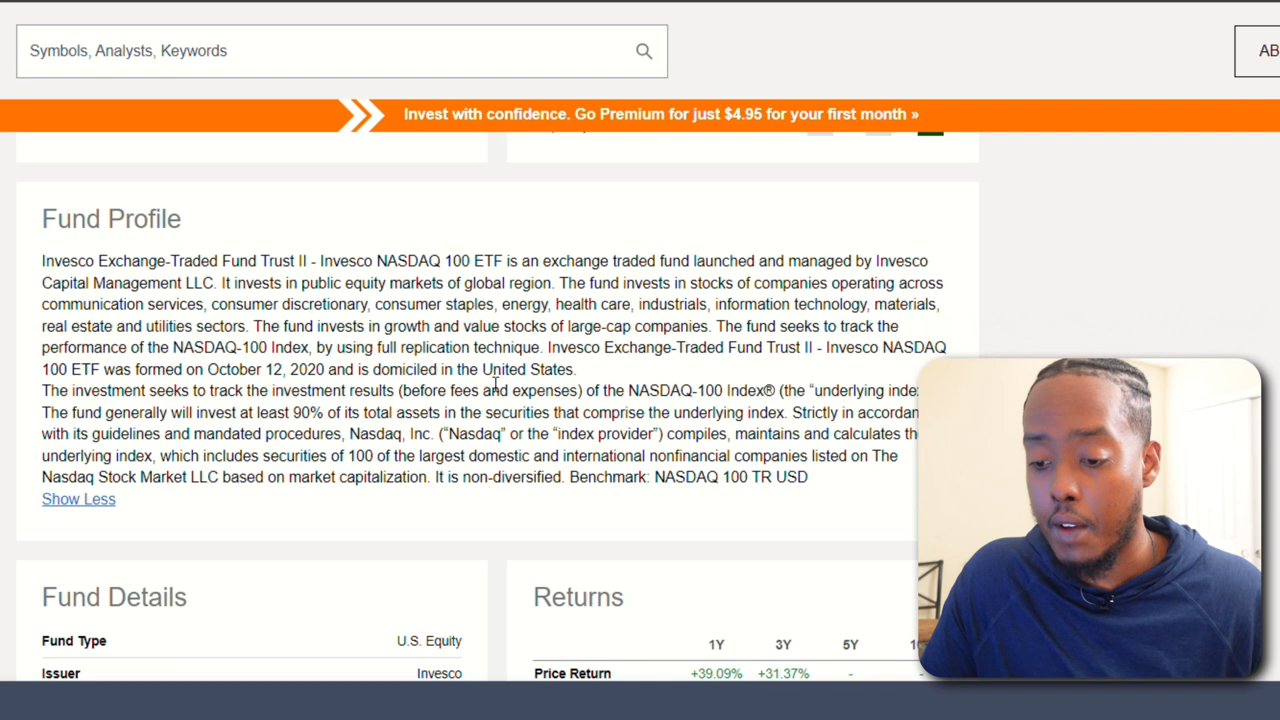 Symbols, Analysts, Keywords
AB
Invest with confidence. Go Premium for just $4.95 for your first month »
Fund Profile
Invesco Exchange-Traded Fund Trust II - Invesco NASDAQ 100 ETF is an exchange traded fund launched and managed by Invesco
Capital Management LLC. It invests in public equity markets of global region. The fund invests in stocks of companies operating across
communication services, consumer discretionary, consumer staples, energy, health care, industrials, information technology, materials,
real estate and utilities sectors. The fund invests in growth and value stocks of large-cap companies. The fund seeks to track the
performance of the NASDAQ-100 Index, by using full replication technique. Invesco Exchange-Traded Fund Trust II - Invesco NASDAQ
100 ETF was formed on October 12, 2020 and is domiciled in the United States.
The investment seeks to track the investment results (before fees and expenses) of the NASDAQ-100 Index® (the “underlying inde
The fund generally will invest at least 90% of its total assets in the securities that comprise the underlying index. Strictly in accordan
with its guidelines and mandated procedures, Nasdaq, Inc. (“Nasdaq” or the “index provider”) compiles, maintains and calculates th
underlying index, which includes securities of 100 of the largest domestic and international nonfinancial companies listed on The
Nasdaq Stock Market LLC based on market capitalization. It is non-diversified. Benchmark: NASDAQ 100 TR USD
Show Less
Fund Details
Fund Type U.S. Equity
Issuer Invesco
Returns
1Y 3Y 5Y
Price Return +39.09% +31.37% - -